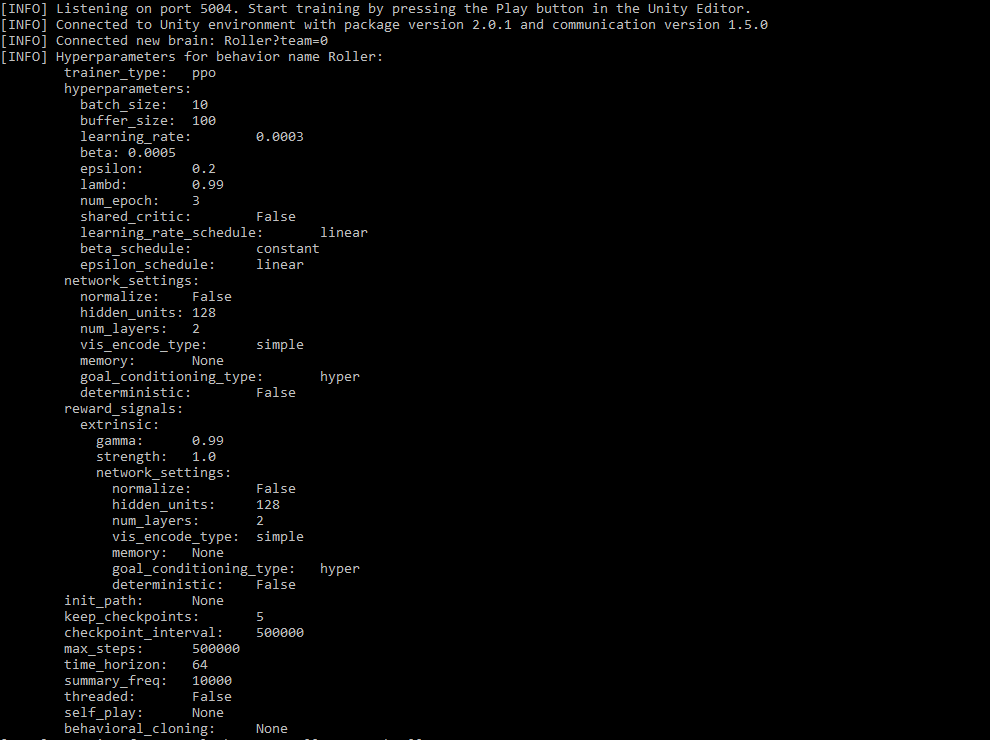 [INFO] Listening on port 5004. Start training by pressing the Play button in the Unity Editor.
[INFO] Connected to Unity environment with package version 2.0.1 and communication version 1.5.0
[INFO] Connected new brain: Roller?team=0
[INFO] Hyperparameters for behavior name Roller:
trainer_type: ppo
hyperparameters:
batch_size: 10
buffer_size: 100
learning_rate: 0.0003
beta: 0.0005
epsilon: 0.2
lambd: 0.99
num_epoch: 3
shared_critic: False
learning_rate_schedule: linear
beta_schedule: constant
epsilon_schedule: linear
network_settings:
normalize: False
hidden_units: 128
num_layers: 2
vis_encode_type: simple
memory: None
goal_conditioning_type: hyper
deterministic: False
reward_signals:
extrinsic:
gamma: 0.99
strength: 1.0
network_settings:
normalize: False
hidden_units: 128
num_layers: 2
vis_encode_type: simple
memory: None
goal_conditioning_type: hyper
deterministic: False
init_path: None
keep_checkpoints: 5
checkpoint_interval: 500000
max_steps: 500000
time_horizon: 64
summary_freq: 10000
threaded: False
self_play: None
behavioral_cloning: None